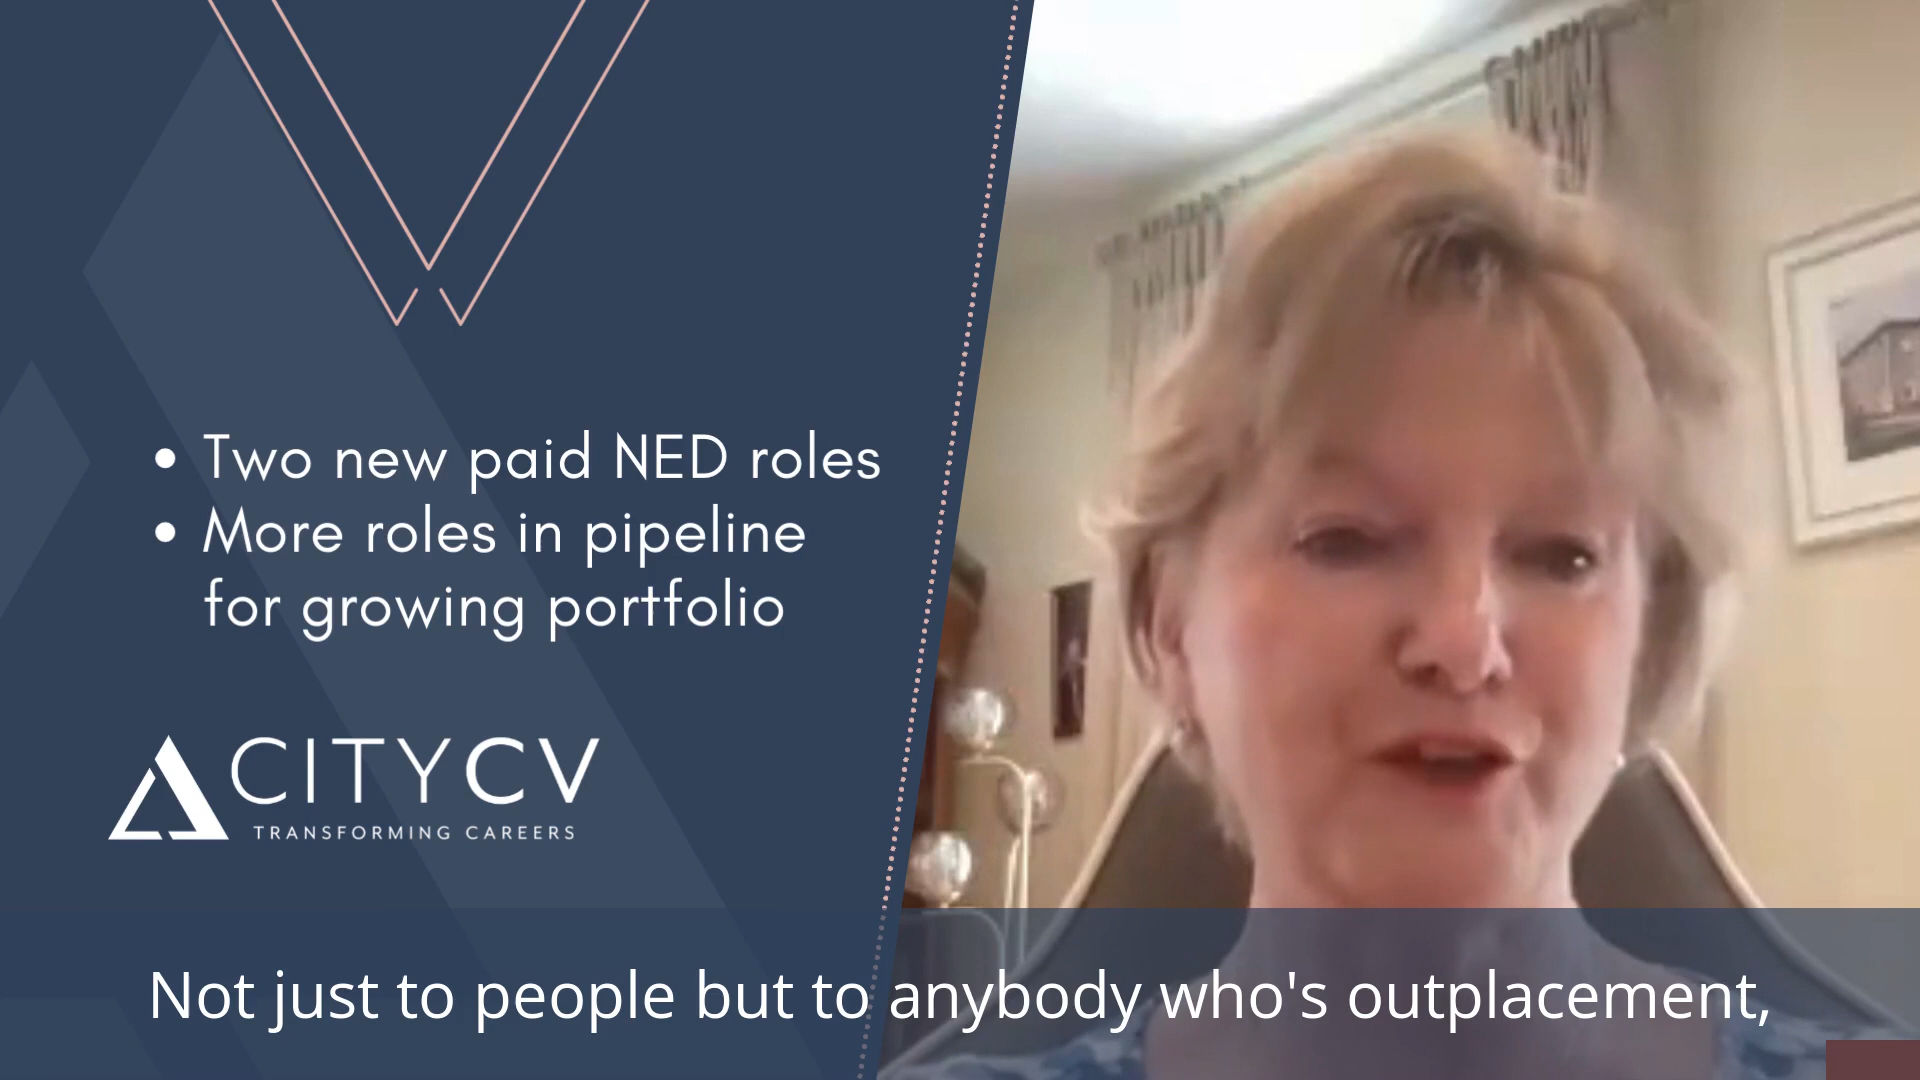 • Two new paid NED roles
• More roles in pipeline
for growing portfolio
CITYCV
TRANSFORMING CAREERS
Not just to people but to anybody who's outplacement,